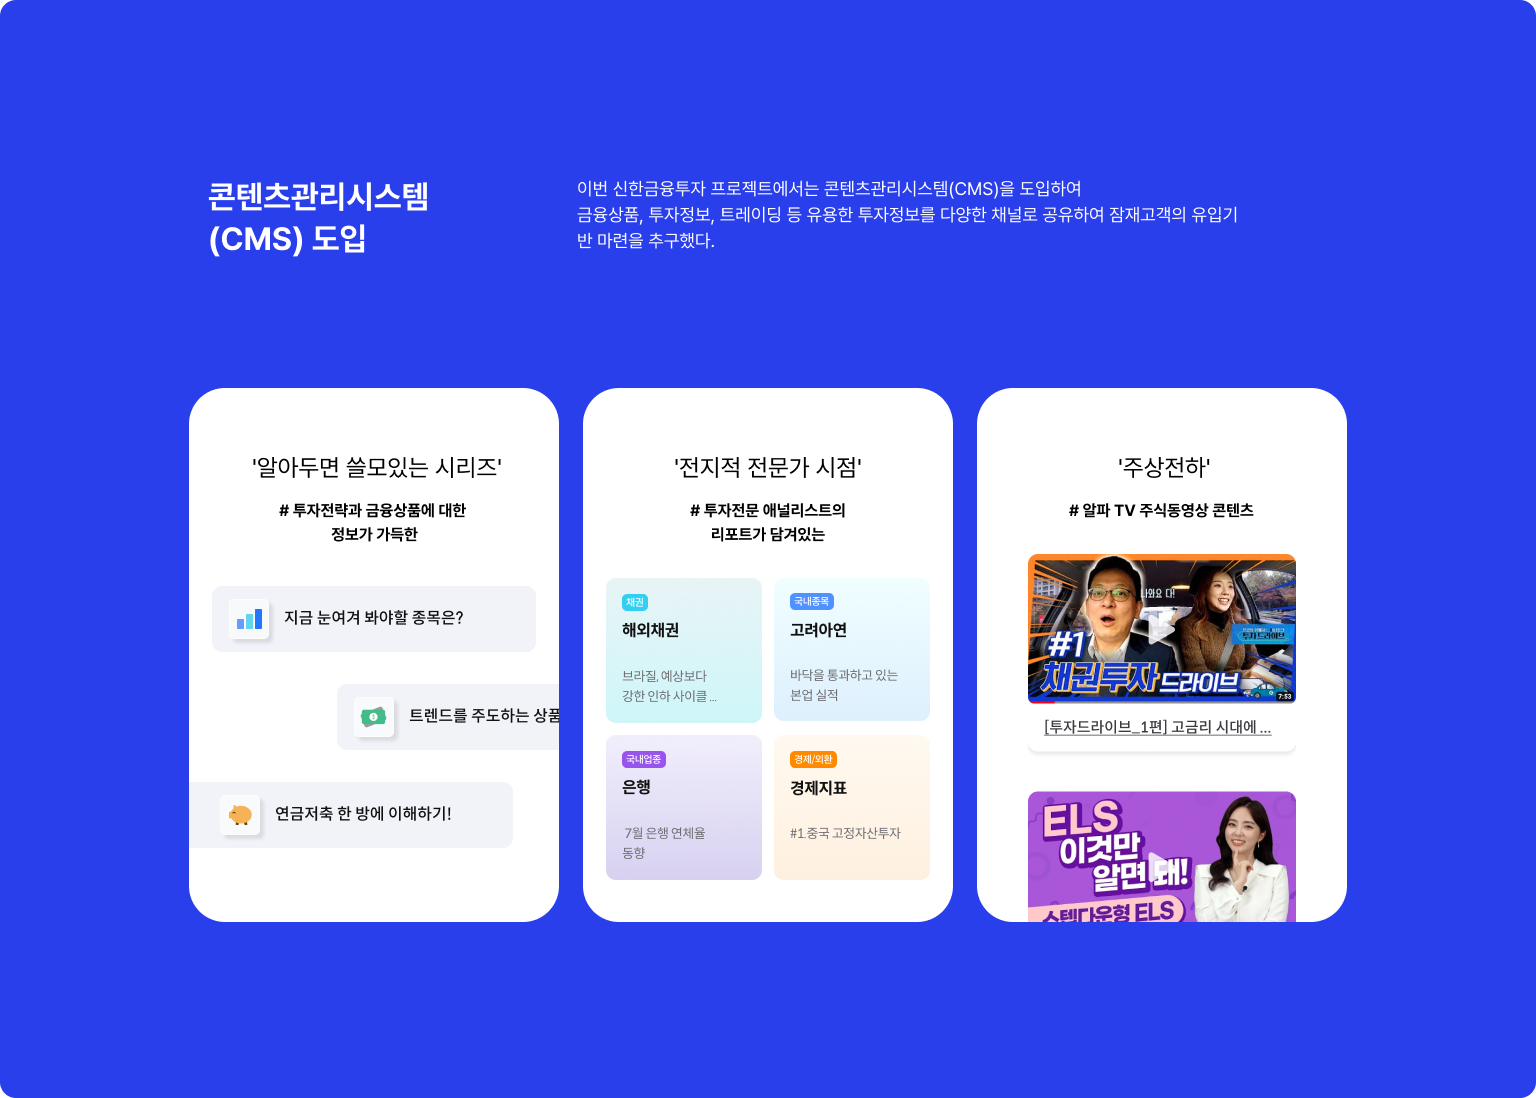 콘텐츠관리시스템
(CMS) 도입
이번 신한금융투자 프로젝트에서는 콘텐츠관리시스템(CMS)을 도입하여
금융상품, 투자정보, 트레이딩 등 유용한 투자정보를 다양한 채널로 공유하여 잠재고객의 유입기
반 마련을 추구했다.
'알아두면 쓸모있는 시리즈'
# 투자전략과 금융상품에 대한
정보가 가득한
지금 눈여겨 봐야할 종목은?
트렌드를 주도하는 상품
연금저축 한 방에 이해하기!
'전지적 전문가 시점'
# 투자전문 애널리스트의
리포트가 담겨있는
채권
해외채권
브라질, 예상보다
강한 인하 사이클 ...
국내종목
고려아연
바닥을 통과하고 있는
본업 실적
국내업종
은행
7월 은행 연체율
동향
경제/외환
경제지표
#1.중국 고정자산투자
'주상전하'
# 알파 TV 주식동영상 콘텐츠
나와요 다!
투자드라이브
#1
채권투자 드라이브
7:53
[투자드라이브_1편] 고금리 시대에 ...
ELS
이것만
알면 돼!
스텝다운형 ELS